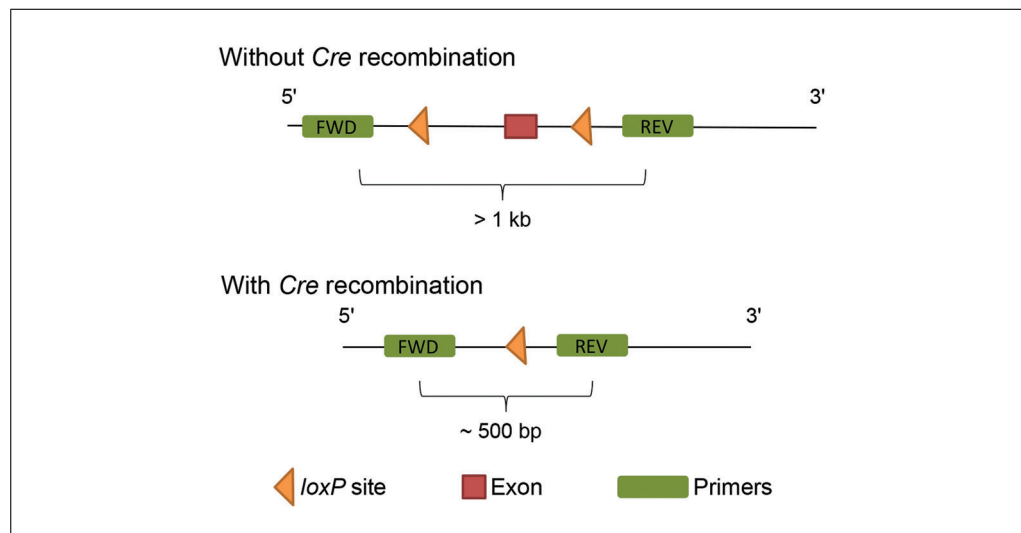 Without Cre recombination
5' 3'
FWD REV
> 1 kb
With Cre recombination
5' 3'
FWD REV
~ 500 bp
loxP site Exon Primers